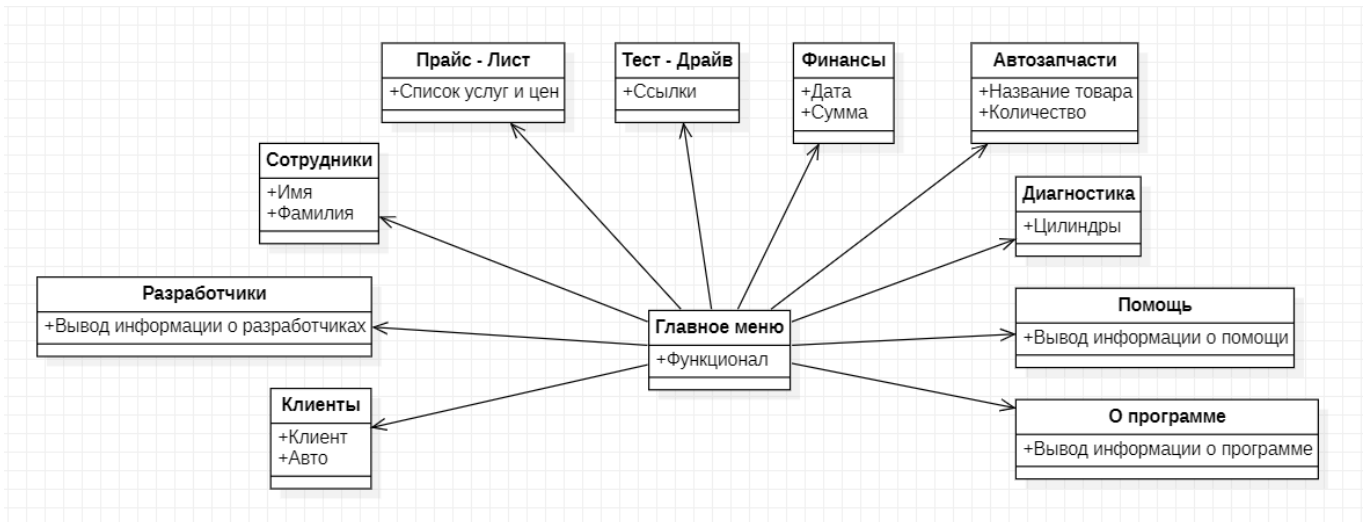 Прайс - Лист
+Список услуг и цен
Тест - Драйв
+Ссылки
Финансы
+Дата
+Сумма
Автозапчасти
+Название товара
+Количество
Сотрудники
+Имя
+Фамилия
Диагностика
+Цилиндры
Разработчики
+Вывод информации о разработчиках
Главное меню
+Функционал
Помощь
+Вывод информации о помощи
Клиенты
+Клиент
+Авто
О программе
+Вывод информации о программе